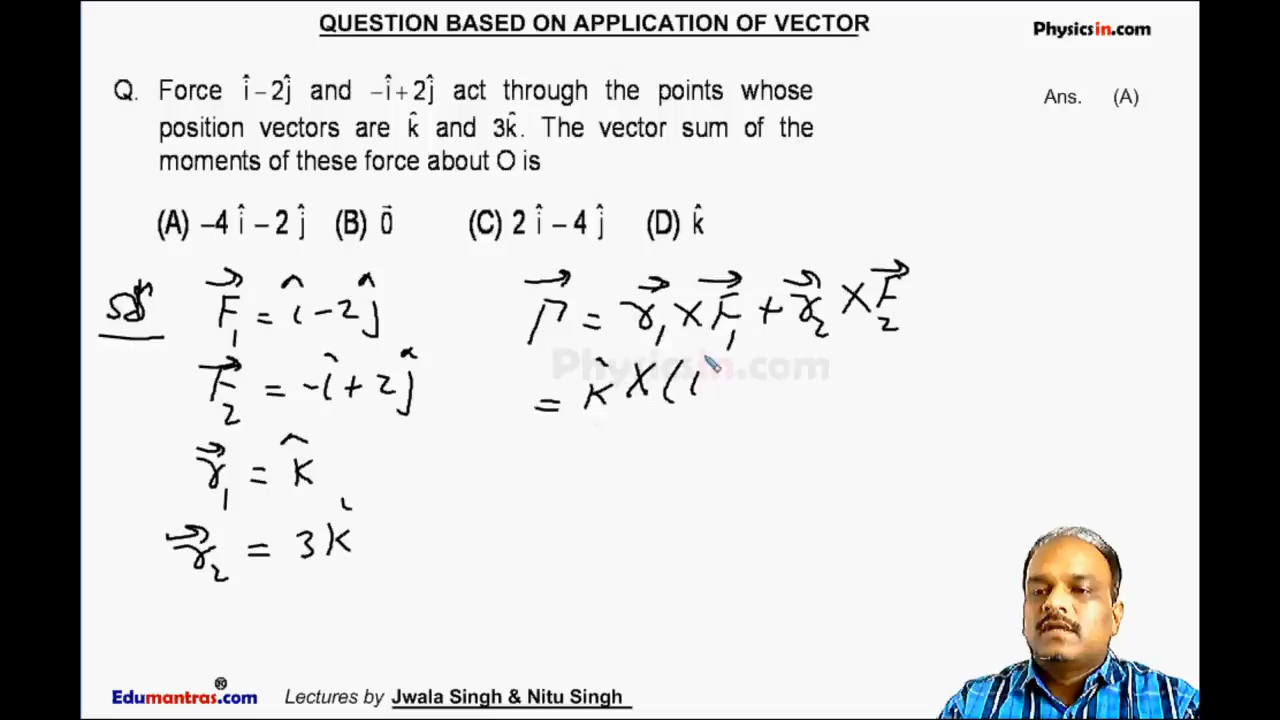 QUESTION BASED ON APPLICATION OF VECTOR
Physicsin.com
Q. Force î – 2ĵ and –î + 2ĵ act through the points whose
position vectors are k̂ and 3k̂. The vector sum of the
moments of these force about O is
Ans. (A)
(A) –4 î – 2 ĵ (B) 0⃗ (C) 2 î – 4 ĵ (D) k̂
F⃗₁ = î – 2ĵ
F⃗₂ = –î + 2ĵ
r⃗₁ = k̂
r⃗₂ = 3k
= r⃗₁ × F⃗₁ + r⃗₂ × F⃗₂
Physicsin.com
= k̂ × (i
Edumantras.com®
Lectures by Jwala Singh & Nitu Singh